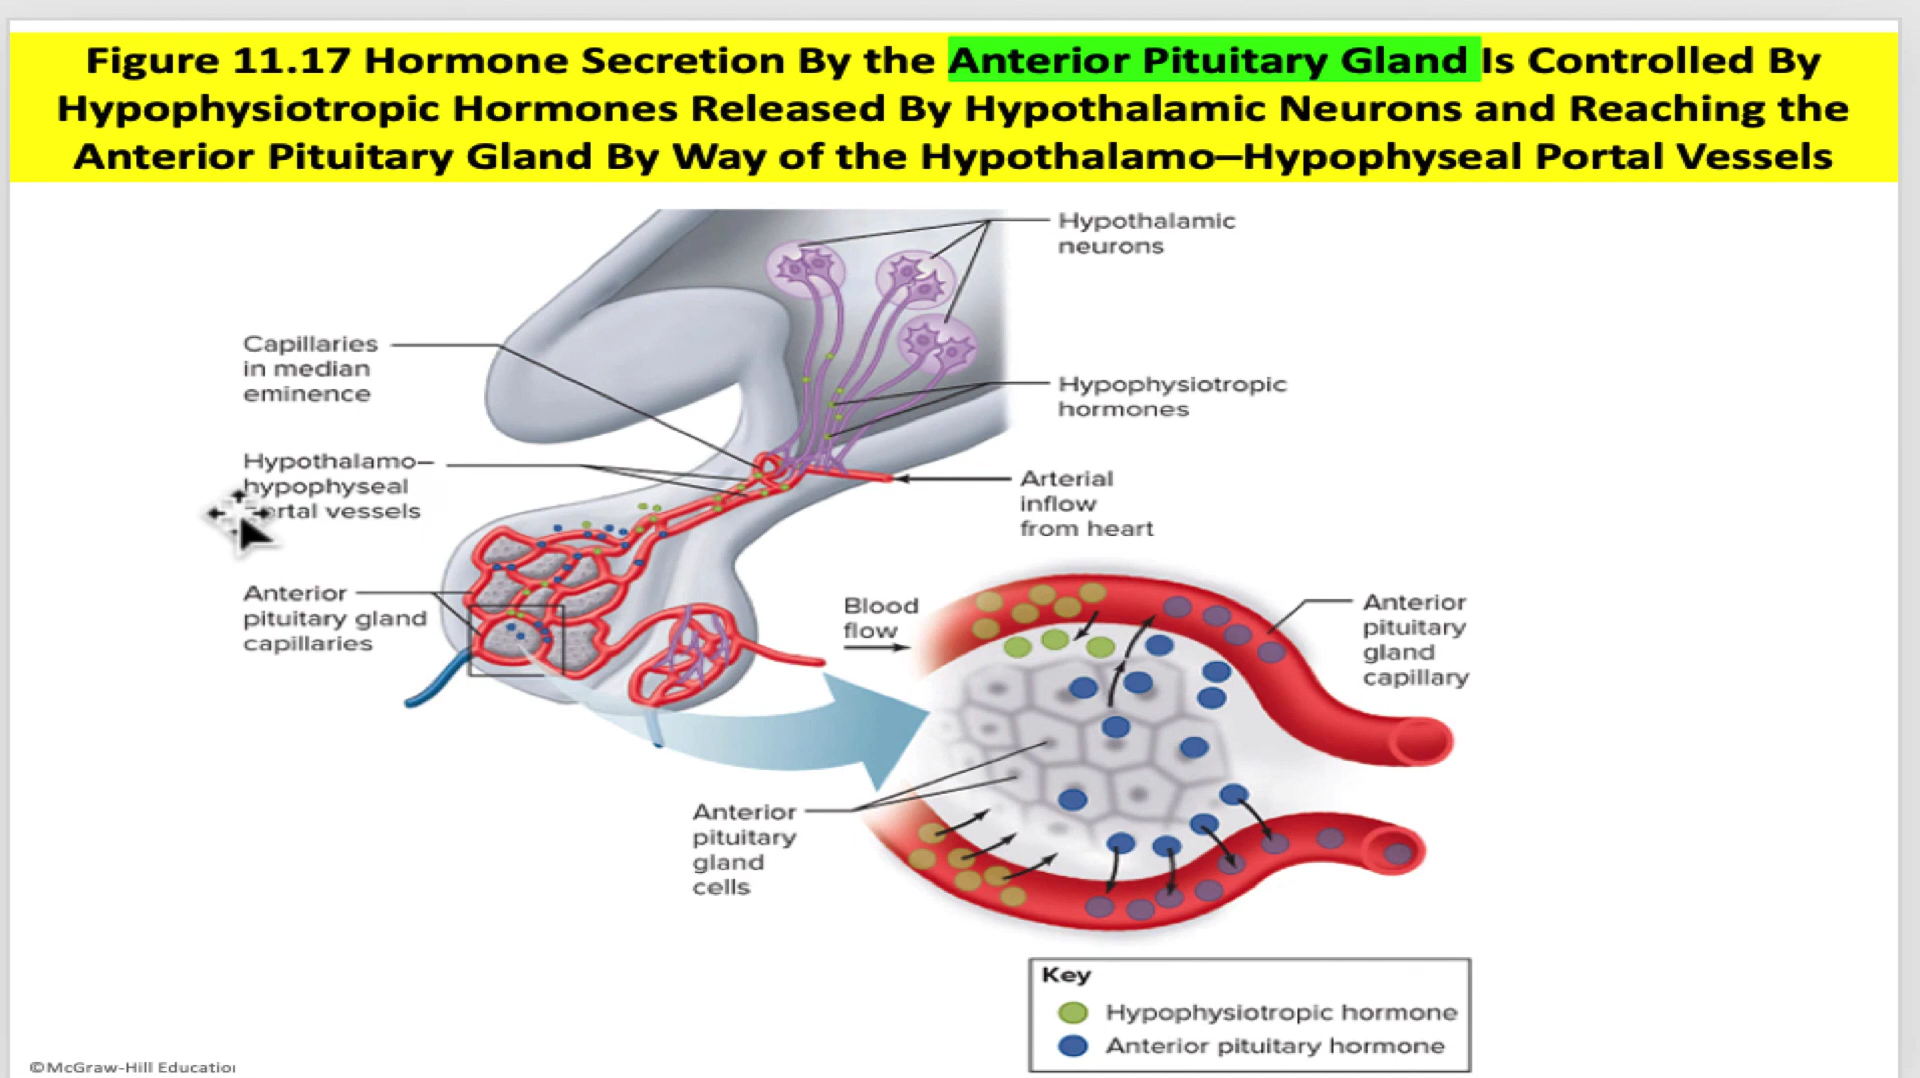 Figure 11.17 Hormone Secretion By the Anterior Pituitary Gland Is Controlled By
Hypophysiotropic Hormones Released By Hypothalamic Neurons and Reaching the
Anterior Pituitary Gland By Way of the Hypothalamo–Hypophyseal Portal Vessels
Hypothalamic
neurons
Capillaries
in median
eminence
Hypophysiotropic
hormones
Hypothalamo–
hypophyseal
vessels
Arterial
inflow
from heart
Anterior
pituitary gland
capillaries
Blood
flow
Anterior
pituitary
gland
capillary
Anterior
pituitary
gland
cells
Key
Hypophysiotropic hormone
Anterior pituitary hormone
©McGraw-Hill